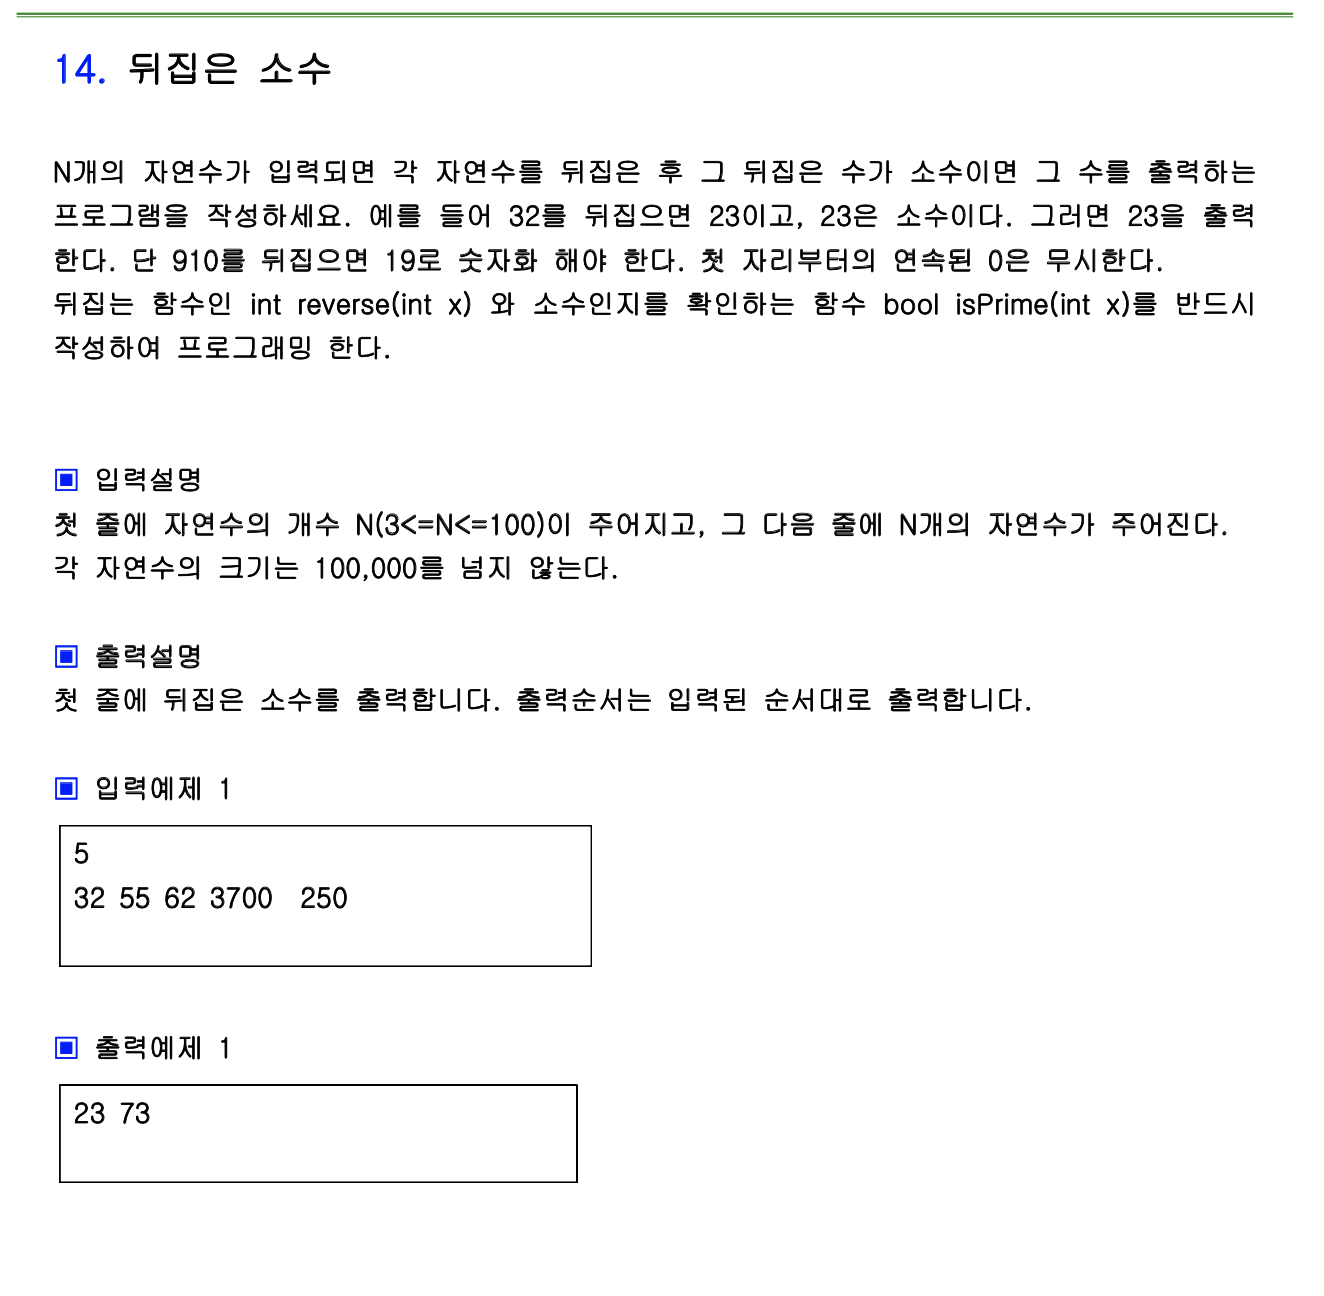 14. 뒤집은 소수
N개의 자연수가 입력되면 각 자연수를 뒤집은 후 그 뒤집은 수가 소수이면 그 수를 출력하는
프로그램을 작성하세요. 예를 들어 32를 뒤집으면 23이고, 23은 소수이다. 그러면 23을 출력
한다. 단 910를 뒤집으면 19로 숫자화 해야 한다. 첫 자리부터의 연속된 0은 무시한다.
뒤집는 함수인 int reverse(int x) 와 소수인지를 확인하는 함수 bool isPrime(int x)를 반드시
작성하여 프로그래밍 한다.
▣ 입력설명
첫 줄에 자연수의 개수 N(3<=N<=100)이 주어지고, 그 다음 줄에 N개의 자연수가 주어진다.
각 자연수의 크기는 100,000를 넘지 않는다.
▣ 출력설명
첫 줄에 뒤집은 소수를 출력합니다. 출력순서는 입력된 순서대로 출력합니다.
▣ 입력예제 1
5
32 55 62 3700  250
▣ 출력예제 1
23 73